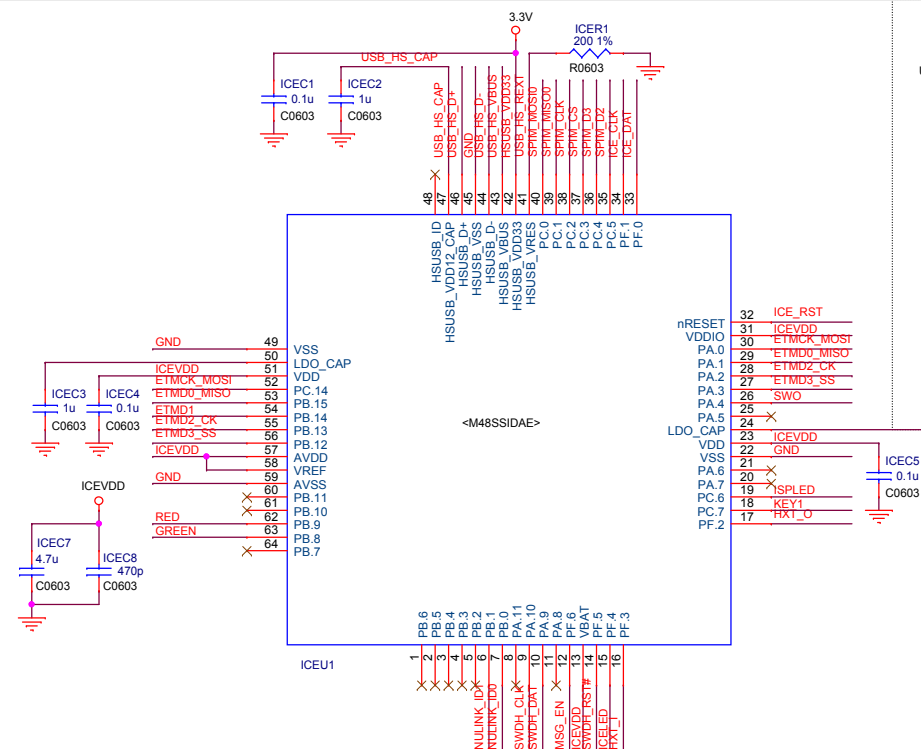 3.3V
ICER1
200 1%
R0603
USB_HS_CAP
ICEC1
0.1u
C0603
ICEC2
1u
C0603
USB_HS_CAP
USB_HS_D+
GND
USB_HS_D-
USB_HS_VBUS
HSUSB_VDD33
USB_HS_REXT
SPIM_MOSI0
SPIM_MISO0
SPIM_CLK
SPIM_CS
SPIM_D3
SPIM_D2
ICE_CLK
ICE_DAT
48 47 46 45 44 43 42 41 40 39 38 37 36 35 34 33
HSUSB_ID
HSUSB_VDD12_CAP
HSUSB_D+
HSUSB_VSS
HSUSB_D-
HSUSB_VBUS
HSUSB_VDD33
HSUSB_VRES
PC.0
PC.1
PC.2
PC.3
PC.4
PC.5
PF.1
PF.0
GND 49 VSS
50 LDO_CAP
ICEVDD 51 VDD
ETMCK_MOSI 52 PC.14
ETMD0_MISO 53 PB.15
ETMD1 54 PB.14
ETMD2_CK 55 PB.13
ETMD3_SS 56 PB.12
ICEVDD 57 AVDD
58 VREF
GND 59 AVSS
60 PB.11
61 PB.10
RED 62 PB.9
GREEN 63 PB.8
64 PB.7
ICEC3
1u
C0603
ICEC4
0.1u
C0603
ICEVDD
ICEC7
4.7u
C0603
ICEC8
470p
C0603
<M48SSIDAE>
nRESET 32 ICE_RST
VDDIO 31 ICEVDD
PA.0 30 ETMCK_MOSI
PA.1 29 ETMD0_MISO
PA.2 28 ETMD2_CK
PA.3 27 ETMD3_SS
PA.4 26 SWO
PA.5 25
LDO_CAP 24
VDD 23 ICEVDD
VSS 22 GND
PA.6 21
PA.7 20
PC.6 19 ISPLED
PC.7 18 KEY1
PF.2 17 HXT_O
ICEC5
0.1u
C0603
PB.6
PB.5
PB.4
PB.3
PB.2
PB.1
PB.0
PA.11
PA.10
PA.9
PA.8
PF.6
VBAT
PF.5
PF.4
PF.3
ICEU1
1 2 3 4 5 6 7 8 9 10 11 12 13 14 15 16
NULINK_ID1
NULINK_ID0
SWDH_CLK
SWDH_DAT
MSG_EN
ICEVDD
SWDH_RST#
ICELED
HXT_I